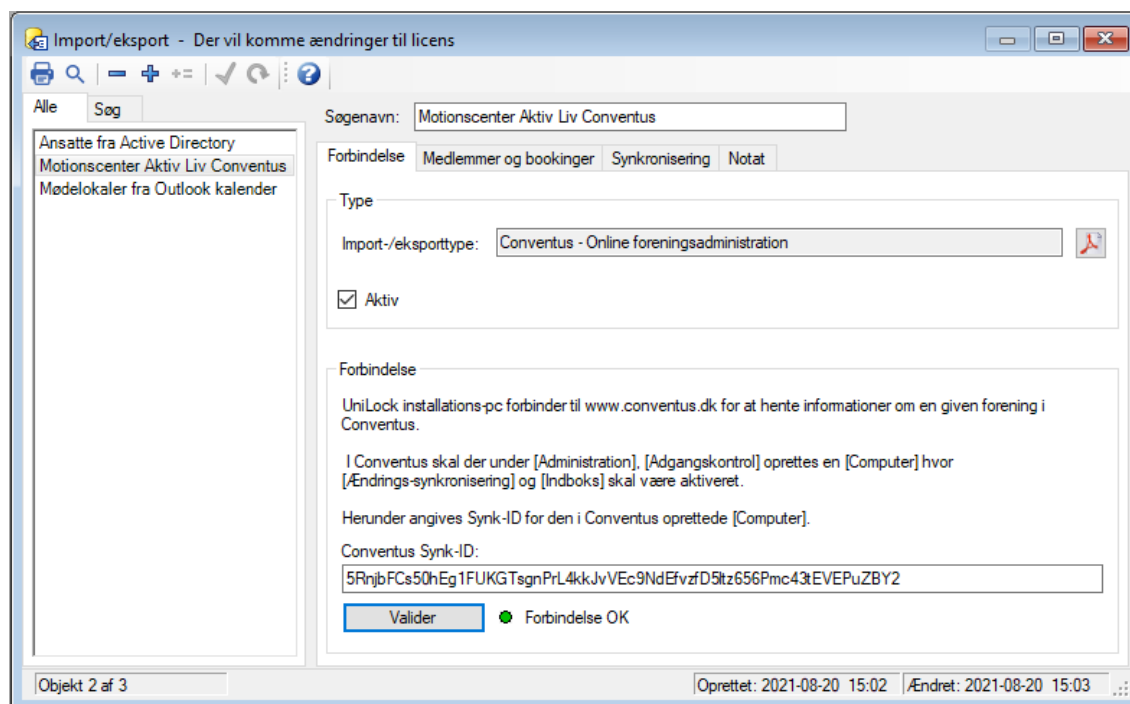 Import/eksport - Der vil komme ændringer til licens
Alle
Søg
Ansatte fra Active Directory
Motionscenter Aktiv Liv Conventus
Mødelokaler fra Outlook kalender
Søgenavn: Motionscenter Aktiv Liv Conventus
Forbindelse Medlemmer og bookinger Synkronisering Notat
Type
Import-/eksporttype: Conventus - Online foreningsadministration
Aktiv
Forbindelse
UniLock installations-pc forbinder til www.conventus.dk for at hente informationer om en given forening i
Conventus.
I Conventus skal der under [Administration], [Adgangskontrol] oprettes en [Computer] hvor
[Ændrings-synkronisering] og [Indboks] skal være aktiveret.
Herunder angives Synk-ID for den i Conventus oprettede [Computer].
Conventus Synk-ID:
5RnjbFCs50hEg1FUKGTsgnPrL4kkJvVEc9NdEfvzfD5ltz656Pmc43tEVEPuZBY2
Valider
Forbindelse OK
Objekt 2 af 3
Oprettet: 2021-08-20 15:02
Ændret: 2021-08-20 15:03